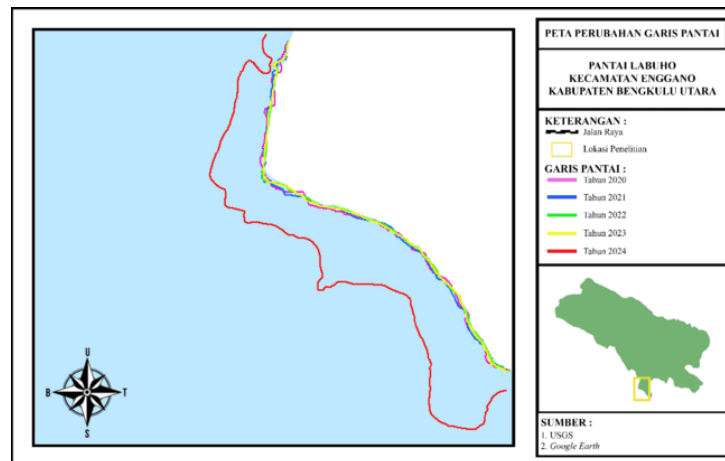 PETA PERUBAHAN GARIS PANTAI
PANTAI LABUHO
KECAMATAN ENGGANO
KABUPATEN BENGKULU UTARA
KETERANGAN :
Jalan Raya
Lokasi Penelitian
GARIS PANTAI :
Tahun 2020
Tahun 2021
Tahun 2022
Tahun 2023
Tahun 2024
U
B
T
S
SUMBER :
1. USGS
2. Google Earth